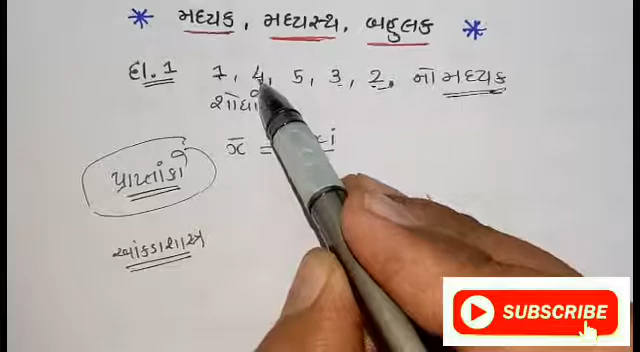 * મધ્યક, મધ્યસ્થ, બહુલક *
દા.1 7, 4, 5, 3, 2, નો મધ્યક
x̄ =
પ્રાપ્તાંકો
આંકડાશાસ્ત્ર
SUBSCRIBE